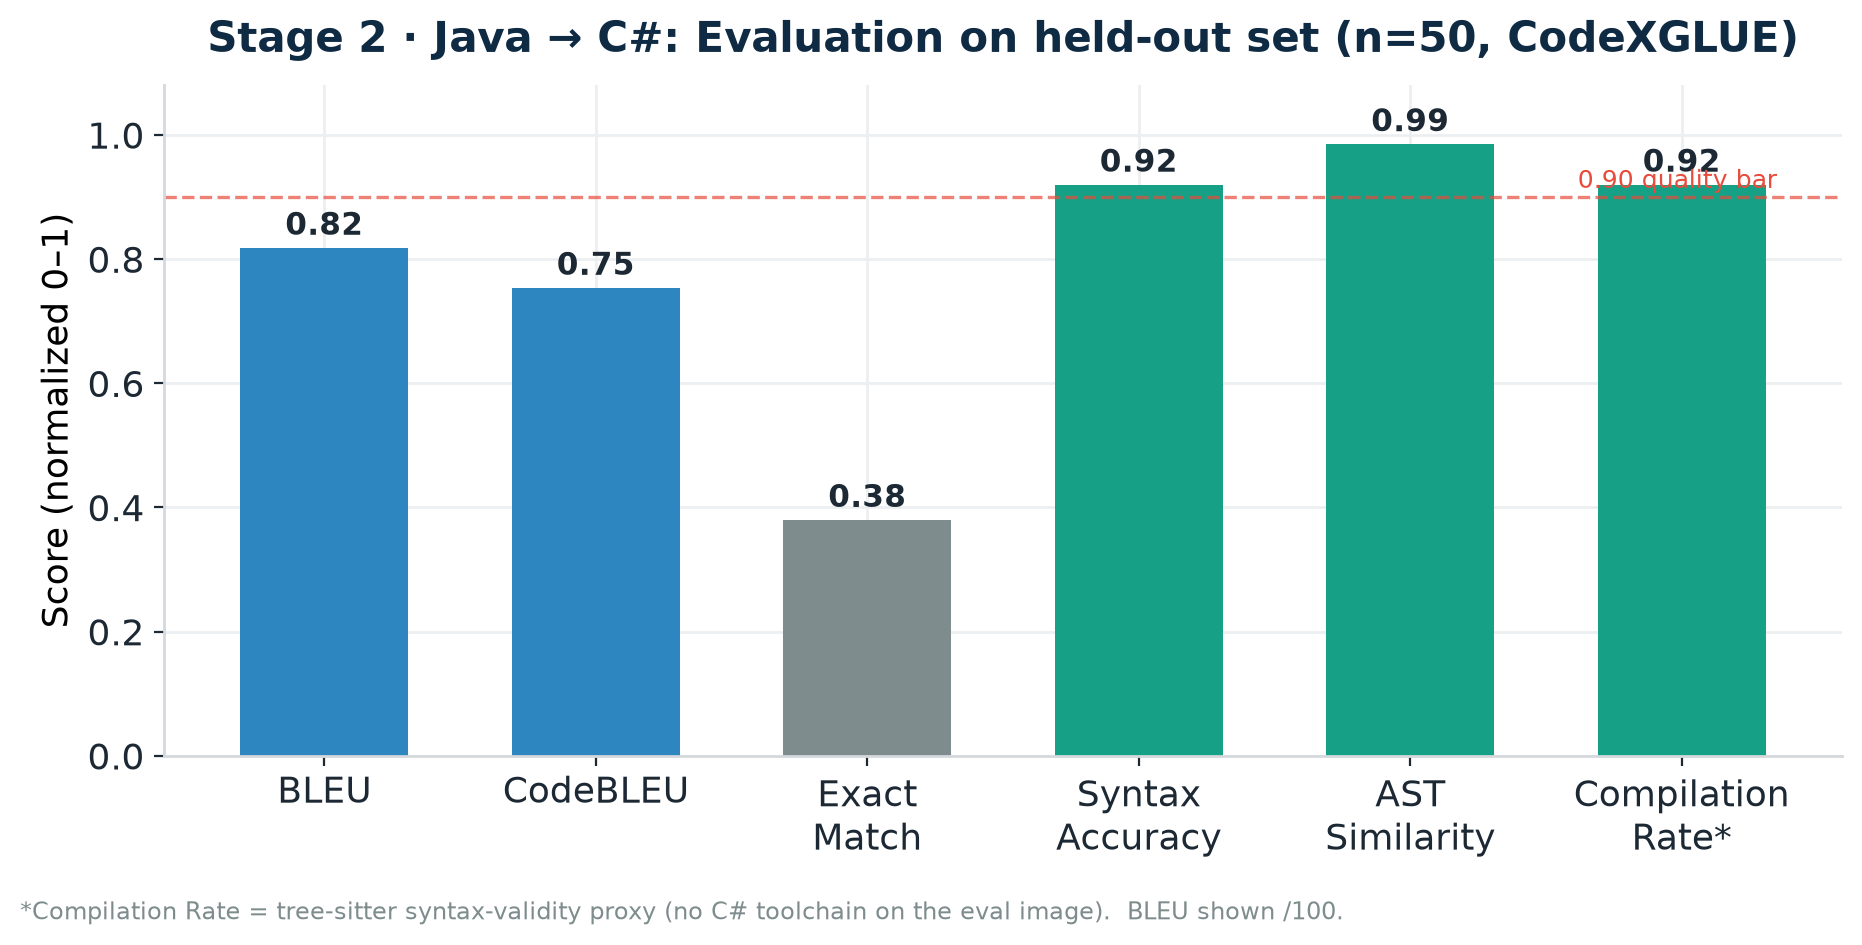 Stage 2 · Java → C#: Evaluation on held-out set (n=50, CodeXGLUE)
Score (normalized 0–1)
1.0
0.8
0.6
0.4
0.2
0.0
0.82
0.75
0.38
0.92
0.99
0.92
0.90 quality bar
BLEU
CodeBLEU
Exact
Match
Syntax
Accuracy
AST
Similarity
Compilation
Rate*
*Compilation Rate = tree-sitter syntax-validity proxy (no C# toolchain on the eval image).  BLEU shown /100.